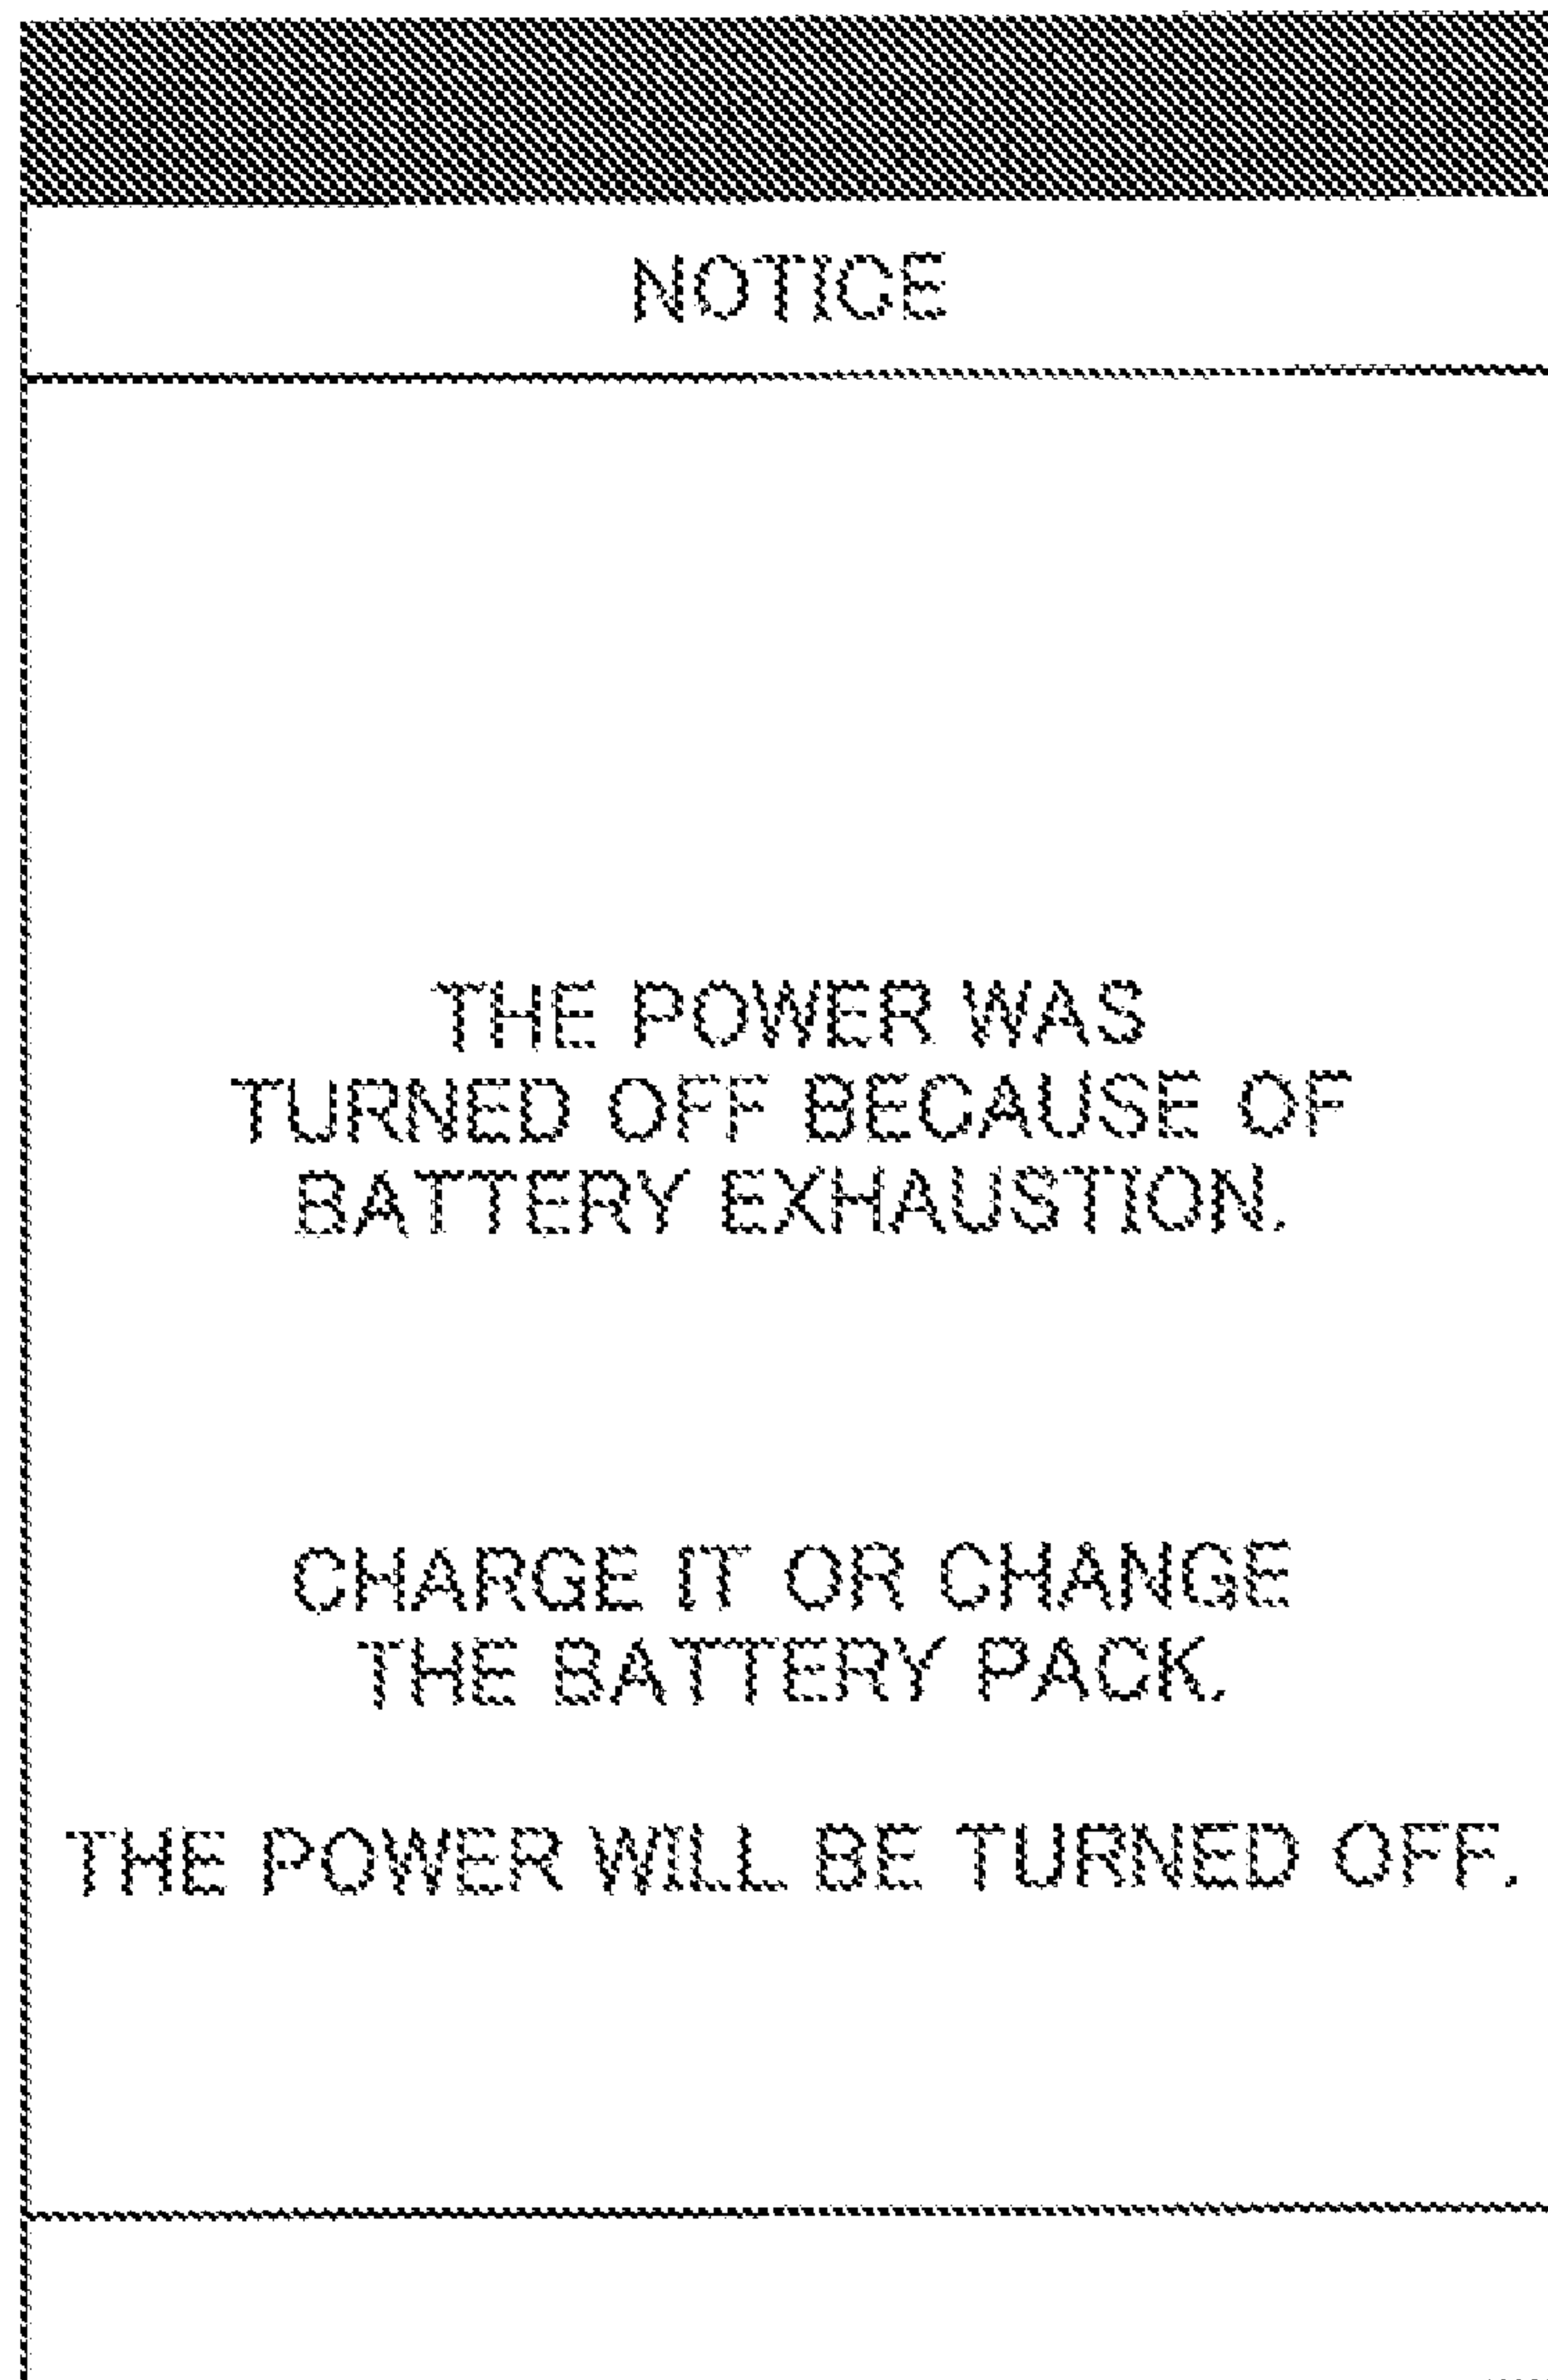 NOTICE
THE POWER WAS
TURNED OFF BECAUSE OF
BATTERY EXHAUSTION.
CHARGE IT OR CHANGE
THE BATTERY PACK.
THE POWER WILL BE TURNED OFF.